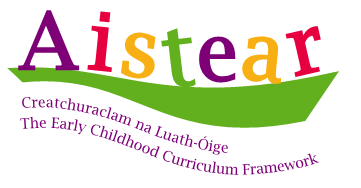 Aistear
Creatchuraclam na Luath-Óige
The Early Childhood Curriculum Framework